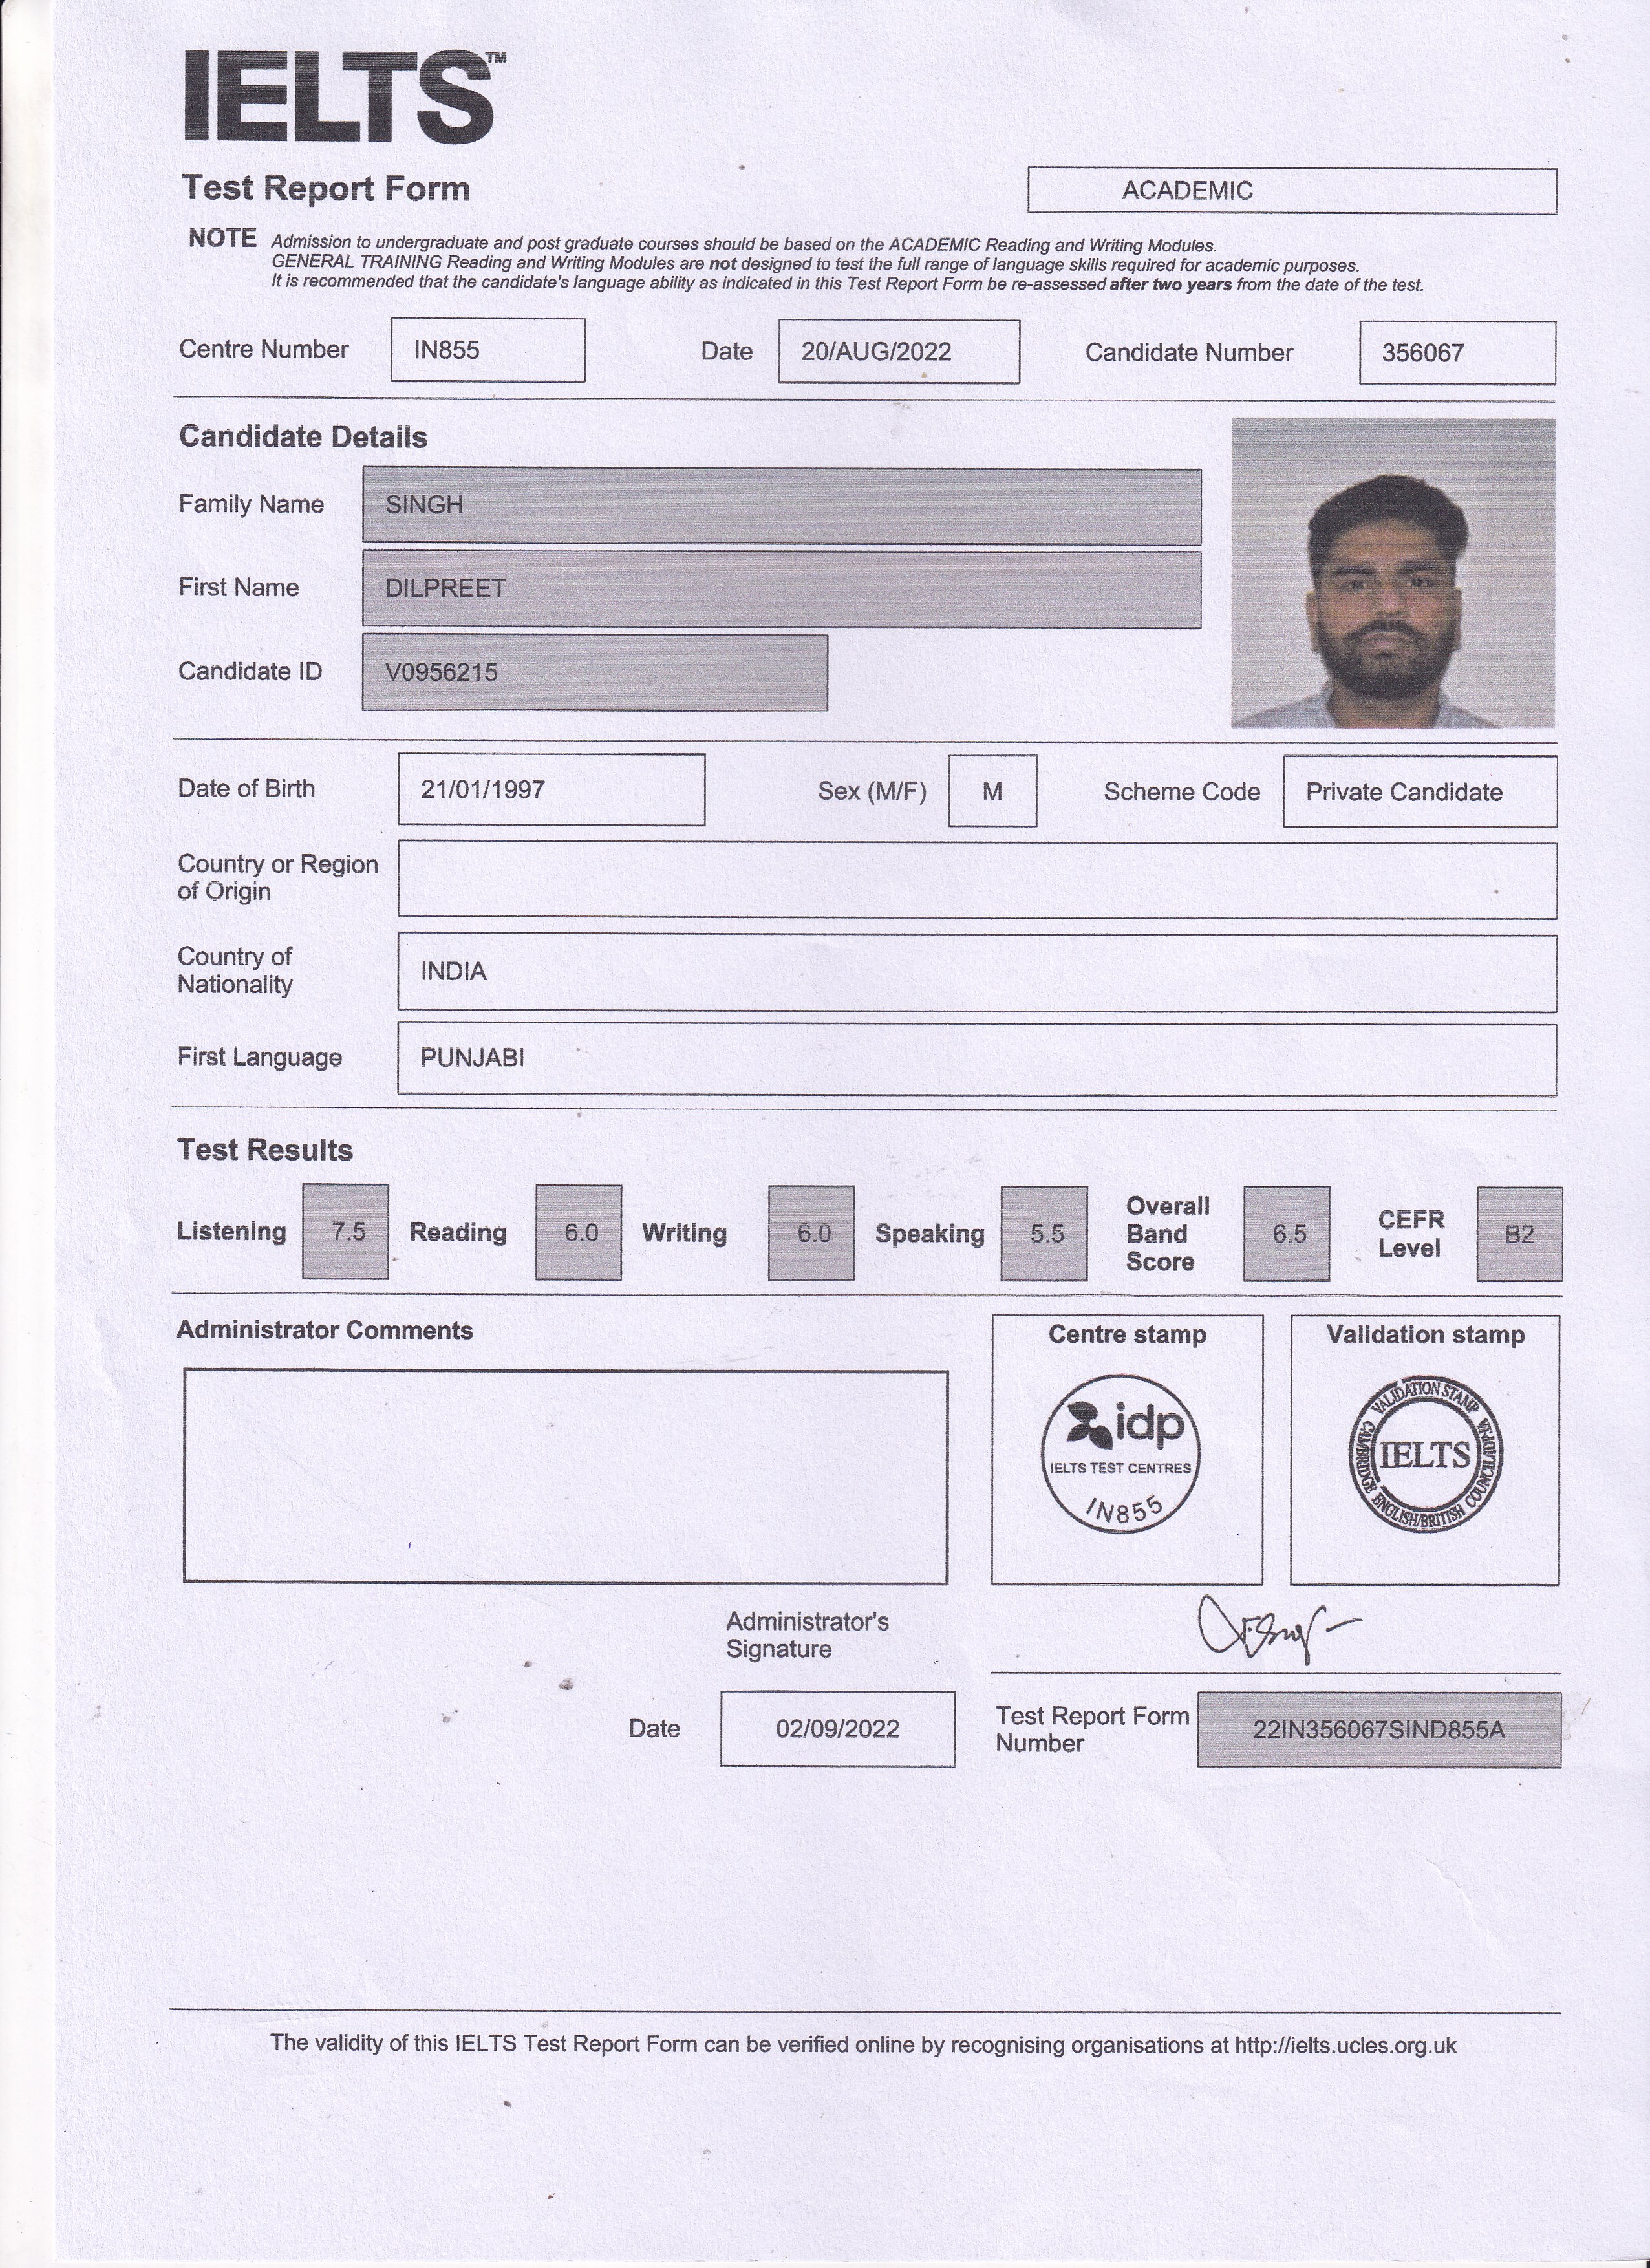 IELTS™
Test Report Form
ACADEMIC
NOTE Admission to undergraduate and post graduate courses should be based on the ACADEMIC Reading and Writing Modules.
GENERAL TRAINING Reading and Writing Modules are not designed to test the full range of language skills required for academic purposes.
It is recommended that the candidate's language ability as indicated in this Test Report Form be re-assessed after two years from the date of the test.
Centre Number IN855 Date 20/AUG/2022 Candidate Number 356067
Candidate Details
Family Name SINGH
First Name DILPREET
Candidate ID V0956215
Date of Birth 21/01/1997 Sex (M/F) M Scheme Code Private Candidate
Country or Region
of Origin
Country of
Nationality
INDIA
First Language PUNJABI
Test Results
Listening 7.5 Reading 6.0 Writing 6.0 Speaking 5.5 Overall Band Score 6.5 CEFR Level B2
Administrator Comments
Centre stamp
idp
IELTS TEST CENTRES
IN855
Validation stamp
VALIDATION STAMP
IELTS
CAMBRIDGE ENGLISH/BRITISH COUNCIL/IDP:IA
Administrator's
Signature
Date 02/09/2022
Test Report Form
Number
22IN356067SIND855A
The validity of this IELTS Test Report Form can be verified online by recognising organisations at http://ielts.ucles.org.uk